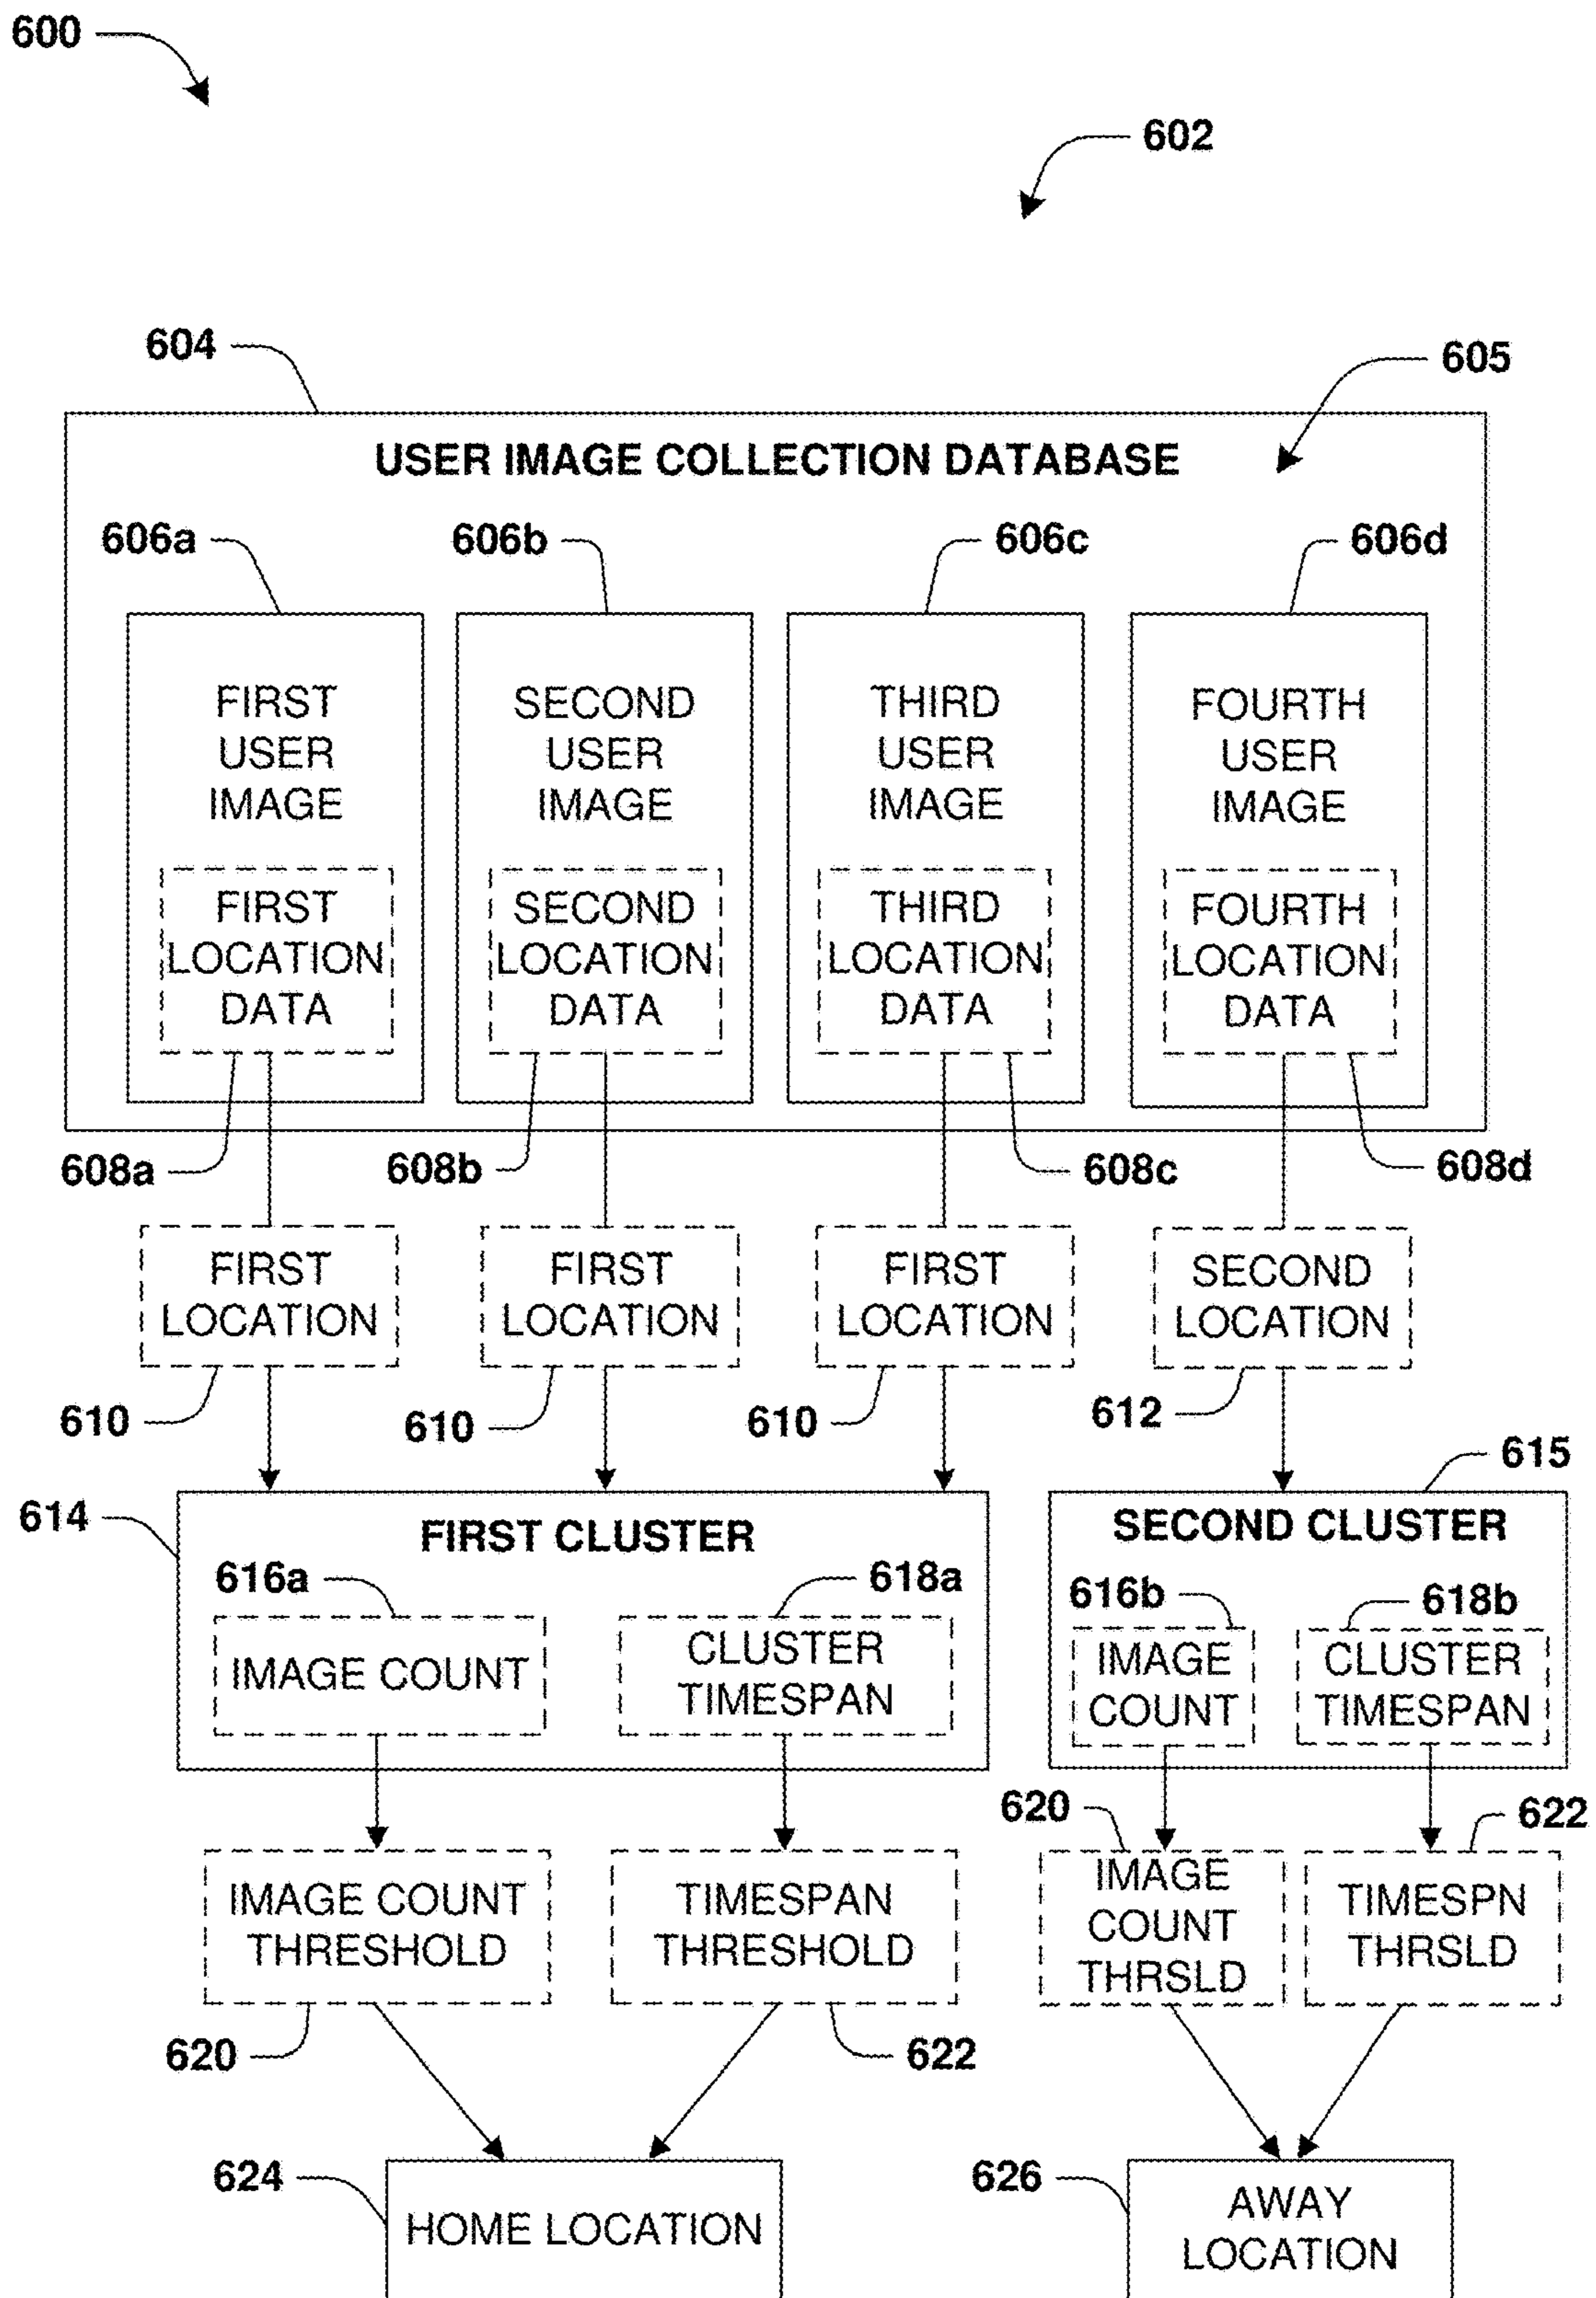 600
602
604
605
USER IMAGE COLLECTION DATABASE
606a
606b
606c
606d
FIRST
USER
IMAGE
SECOND
USER
IMAGE
THIRD
USER
IMAGE
FOURTH
USER
IMAGE
FIRST
LOCATION
DATA
SECOND
LOCATION
DATA
THIRD
LOCATION
DATA
FOURTH
LOCATION
DATA
608a
608b
608c
608d
FIRST
LOCATION
FIRST
LOCATION
FIRST
LOCATION
SECOND
LOCATION
610
610
610
612
614
615
FIRST CLUSTER
616a
618a
IMAGE COUNT
CLUSTER
TIMESPAN
SECOND CLUSTER
616b
618b
IMAGE
COUNT
CLUSTER
TIMESPAN
620
622
IMAGE COUNT
THRESHOLD
TIMESPAN
THRESHOLD
IMAGE
COUNT
THRSLD
TIMESPN
THRSLD
620
622
624
HOME LOCATION
626
AWAY
LOCATION